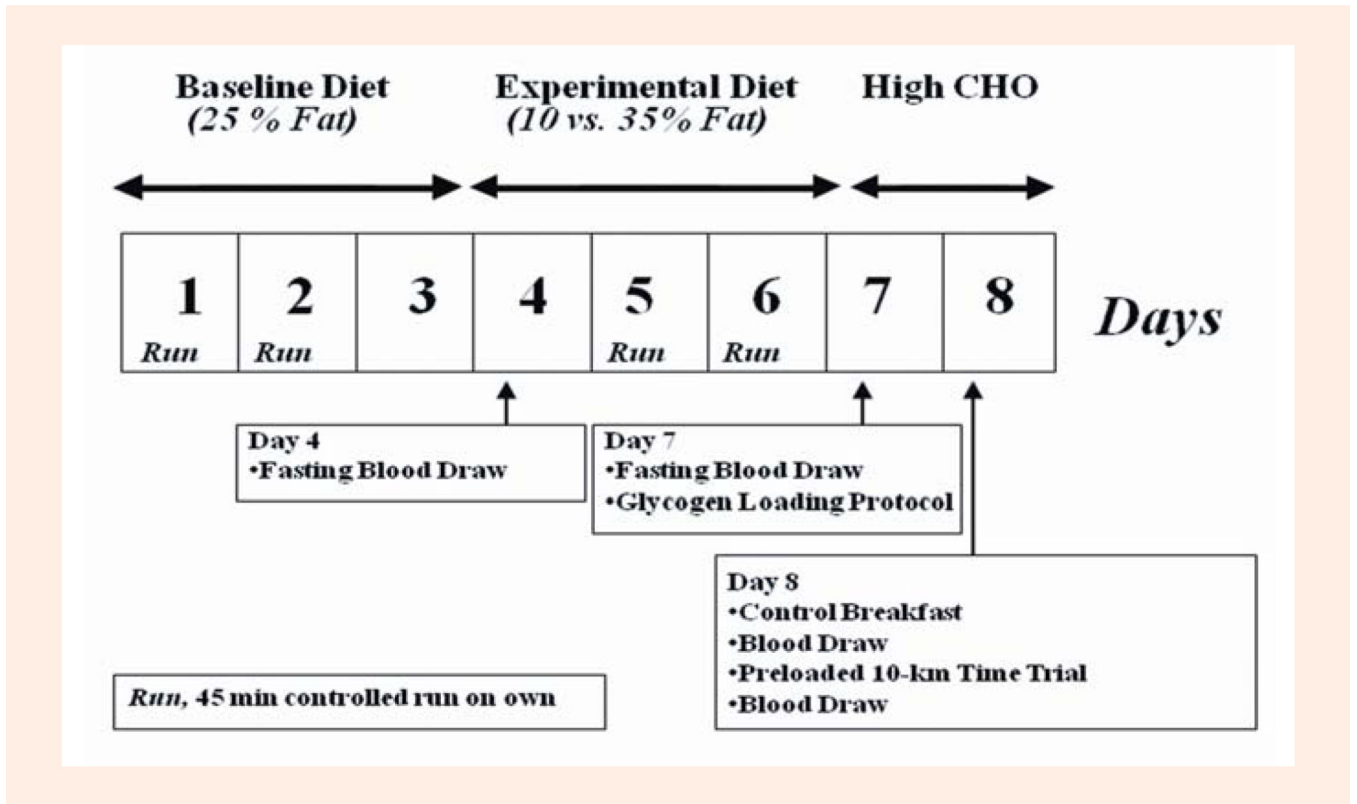 Baseline Diet
(25 % Fat)
Experimental Diet
(10 vs. 35% Fat)
High CHO
1 2 3 4 5 6 7 8
Run Run Run Run
Days
Day 4
•Fasting Blood Draw
Day 7
•Fasting Blood Draw
•Glycogen Loading Protocol
Day 8
•Control Breakfast
•Blood Draw
•Preloaded 10-km Time Trial
•Blood Draw
Run, 45 min controlled run on own